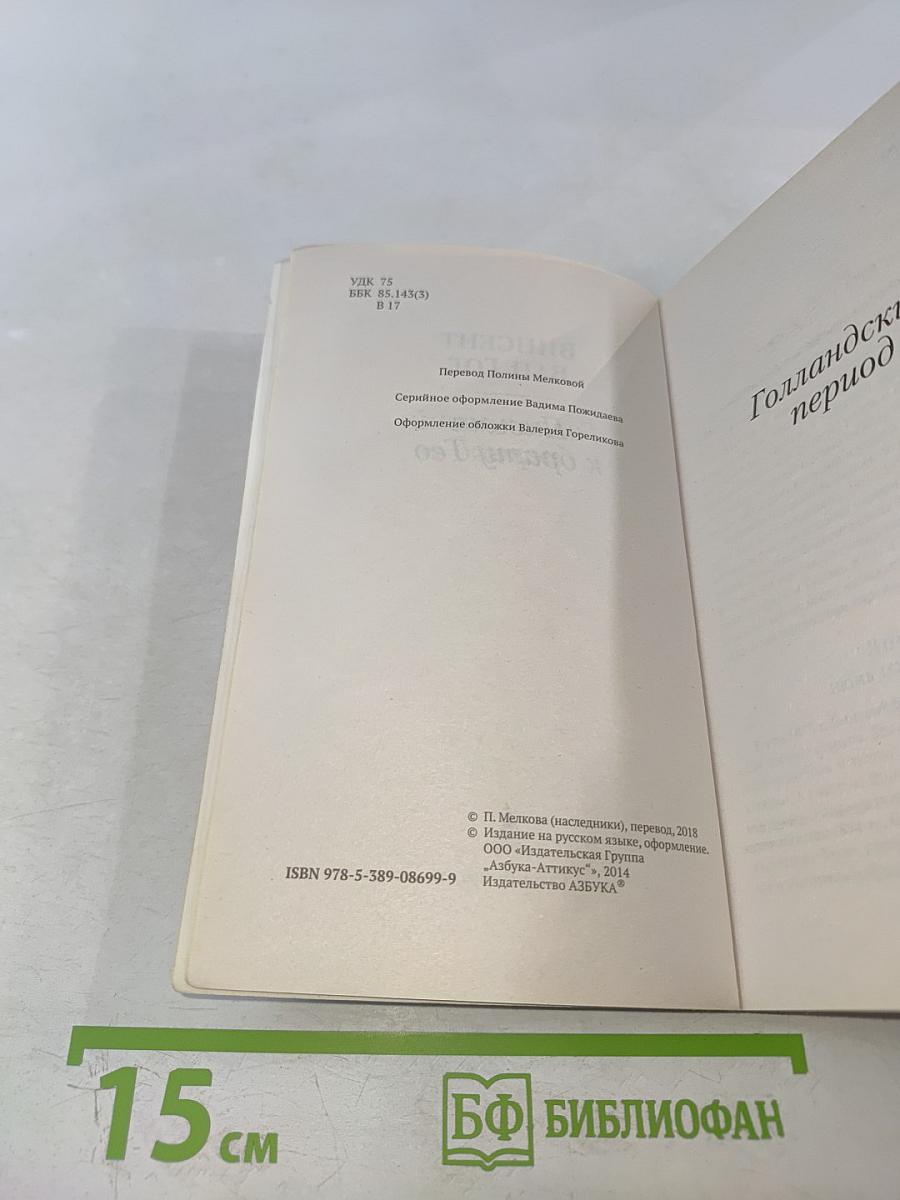 УДК 75
ББК 85.143(3)
В 17
Перевод Полины Мелковой
Серийное оформление Вадима Пожидаева
Оформление обложки Валерия Гореликова
© П. Мелкова (наследники), перевод, 2018
© Издание на русском языке, оформление.
ООО «Издательская Группа
„Азбука-Аттикус“», 2014
Издательство АЗБУКА®
ISBN 978-5-389-08699-9
Голландски
период
15 см
БФ БИБЛИОФАН